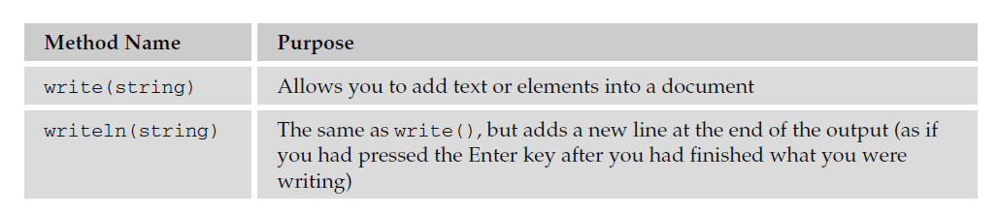 Method Name Purpose
write(string) Allows you to add text or elements into a document
writeln(string) The same as write(), but adds a new line at the end of the output (as if
you had pressed the Enter key after you had finished what you were
writing)